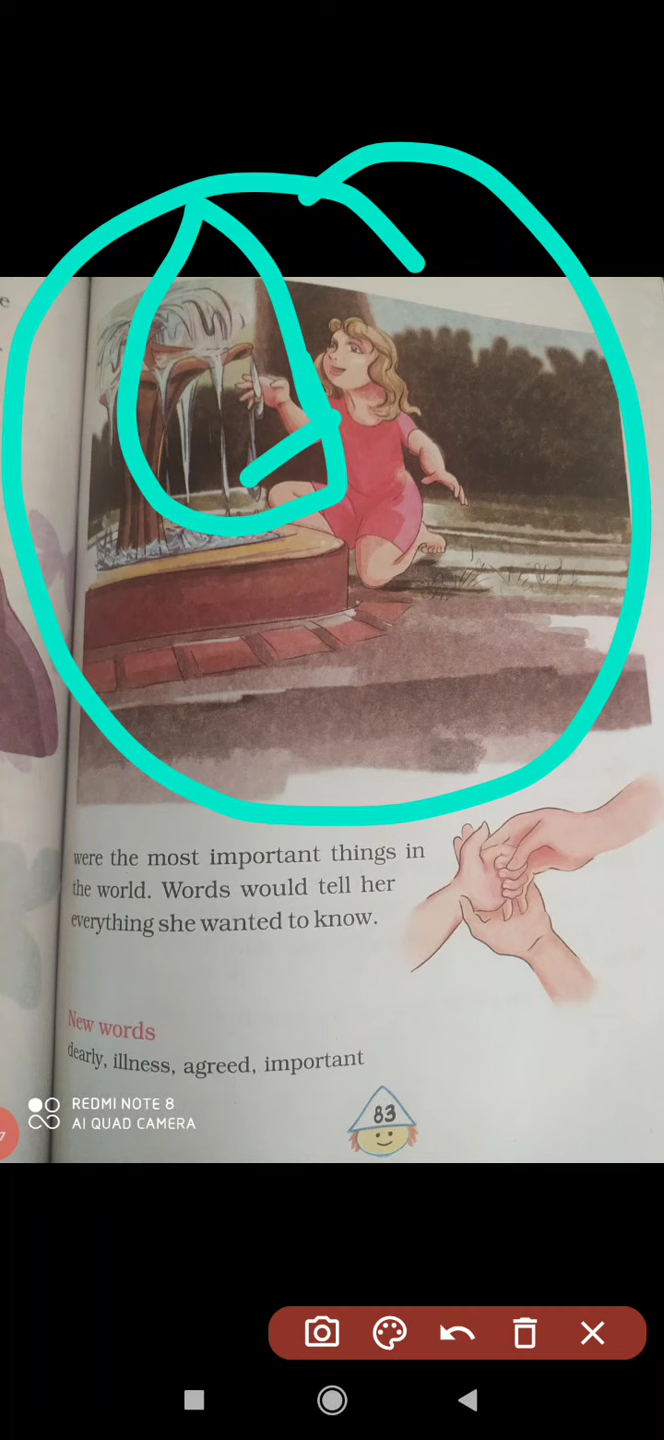 e
were the most important things in
the world. Words would tell her
everything she wanted to know.
New words
dearly, illness, agreed, important
83
7
REDMI NOTE 8
AI QUAD CAMERA